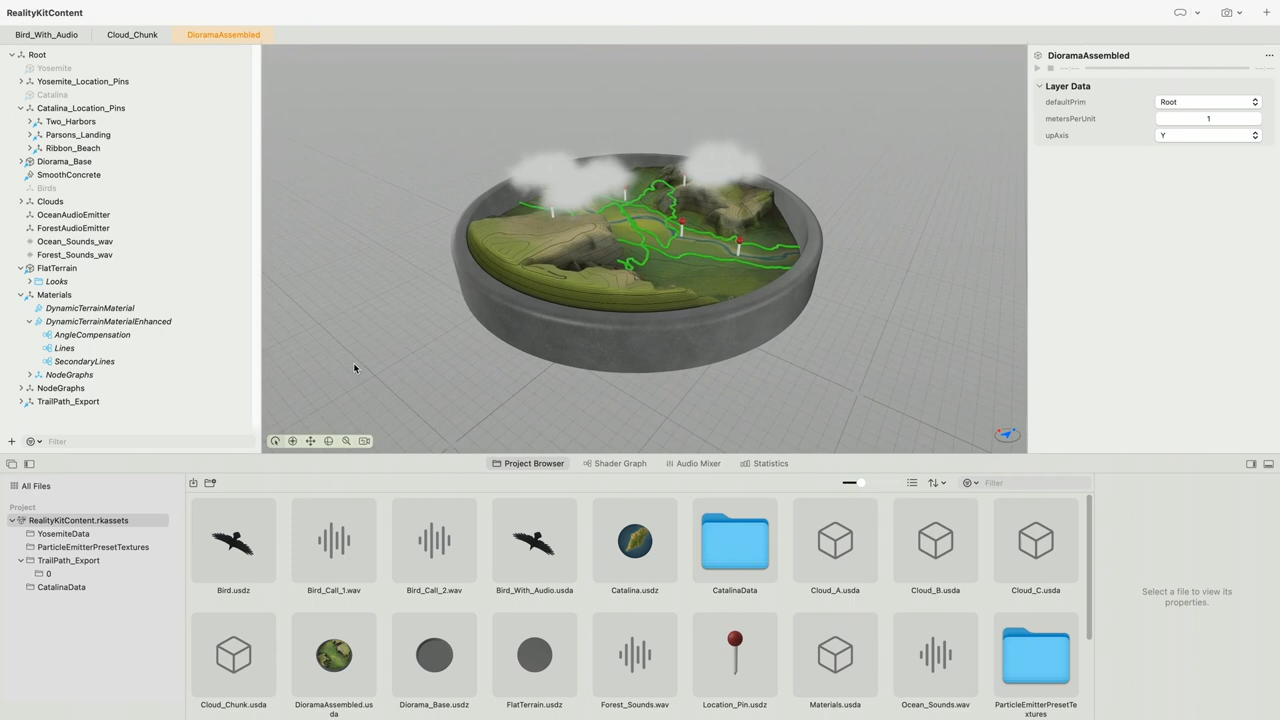 RealityKitContent
Bird_With_Audio
Cloud_Chunk
DioramaAssembled
Root
Yosemite
Yosemite_Location_Pins
Catalina
Catalina_Location_Pins
Two_Harbors
Parsons_Landing
Ribbon_Beach
Diorama_Base
SmoothConcrete
Birds
Clouds
OceanAudioEmitter
ForestAudioEmitter
Ocean_Sounds_wav
Forest_Sounds_wav
FlatTerrain
Looks
Materials
DynamicTerrainMaterial
DynamicTerrainMaterialEnhanced
AngleCompensation
Lines
SecondaryLines
NodeGraphs
NodeGraphs
TrailPath_Export
Filter
DioramaAssembled
Layer Data
defaultPrim Root
metersPerUnit 1
upAxis Y
Project Browser
Shader Graph
Audio Mixer
Statistics
All Files
Project
RealityKitContent.rkassets
YosemiteData
ParticleEmitterPresetTextures
TrailPath_Export
0
CatalinaData
Filter
Bird.usdz
Bird_Call_1.wav
Bird_Call_2.wav
Bird_With_Audio.usda
Catalina.usdz
CatalinaData
Cloud_A.usda
Cloud_B.usda
Cloud_C.usda
Cloud_Chunk.usda
DioramaAssembled.us
da
Diorama_Base.usdz
FlatTerrain.usdz
Forest_Sounds.wav
Location_Pin.usdz
Materials.usda
Ocean_Sounds.wav
ParticleEmitterPresetTe
xtures
Select a file to view its
properties.